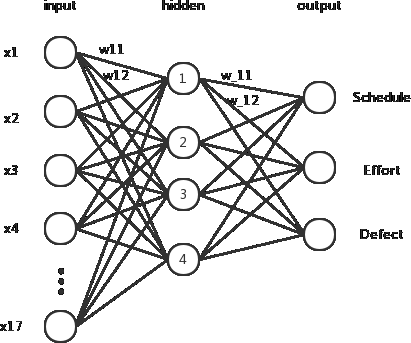 input hidden output
x1 w11 1 w_11
w12 w_12 Schedule
x2 2
x3 3 Effort
x4 4 Defect
x17